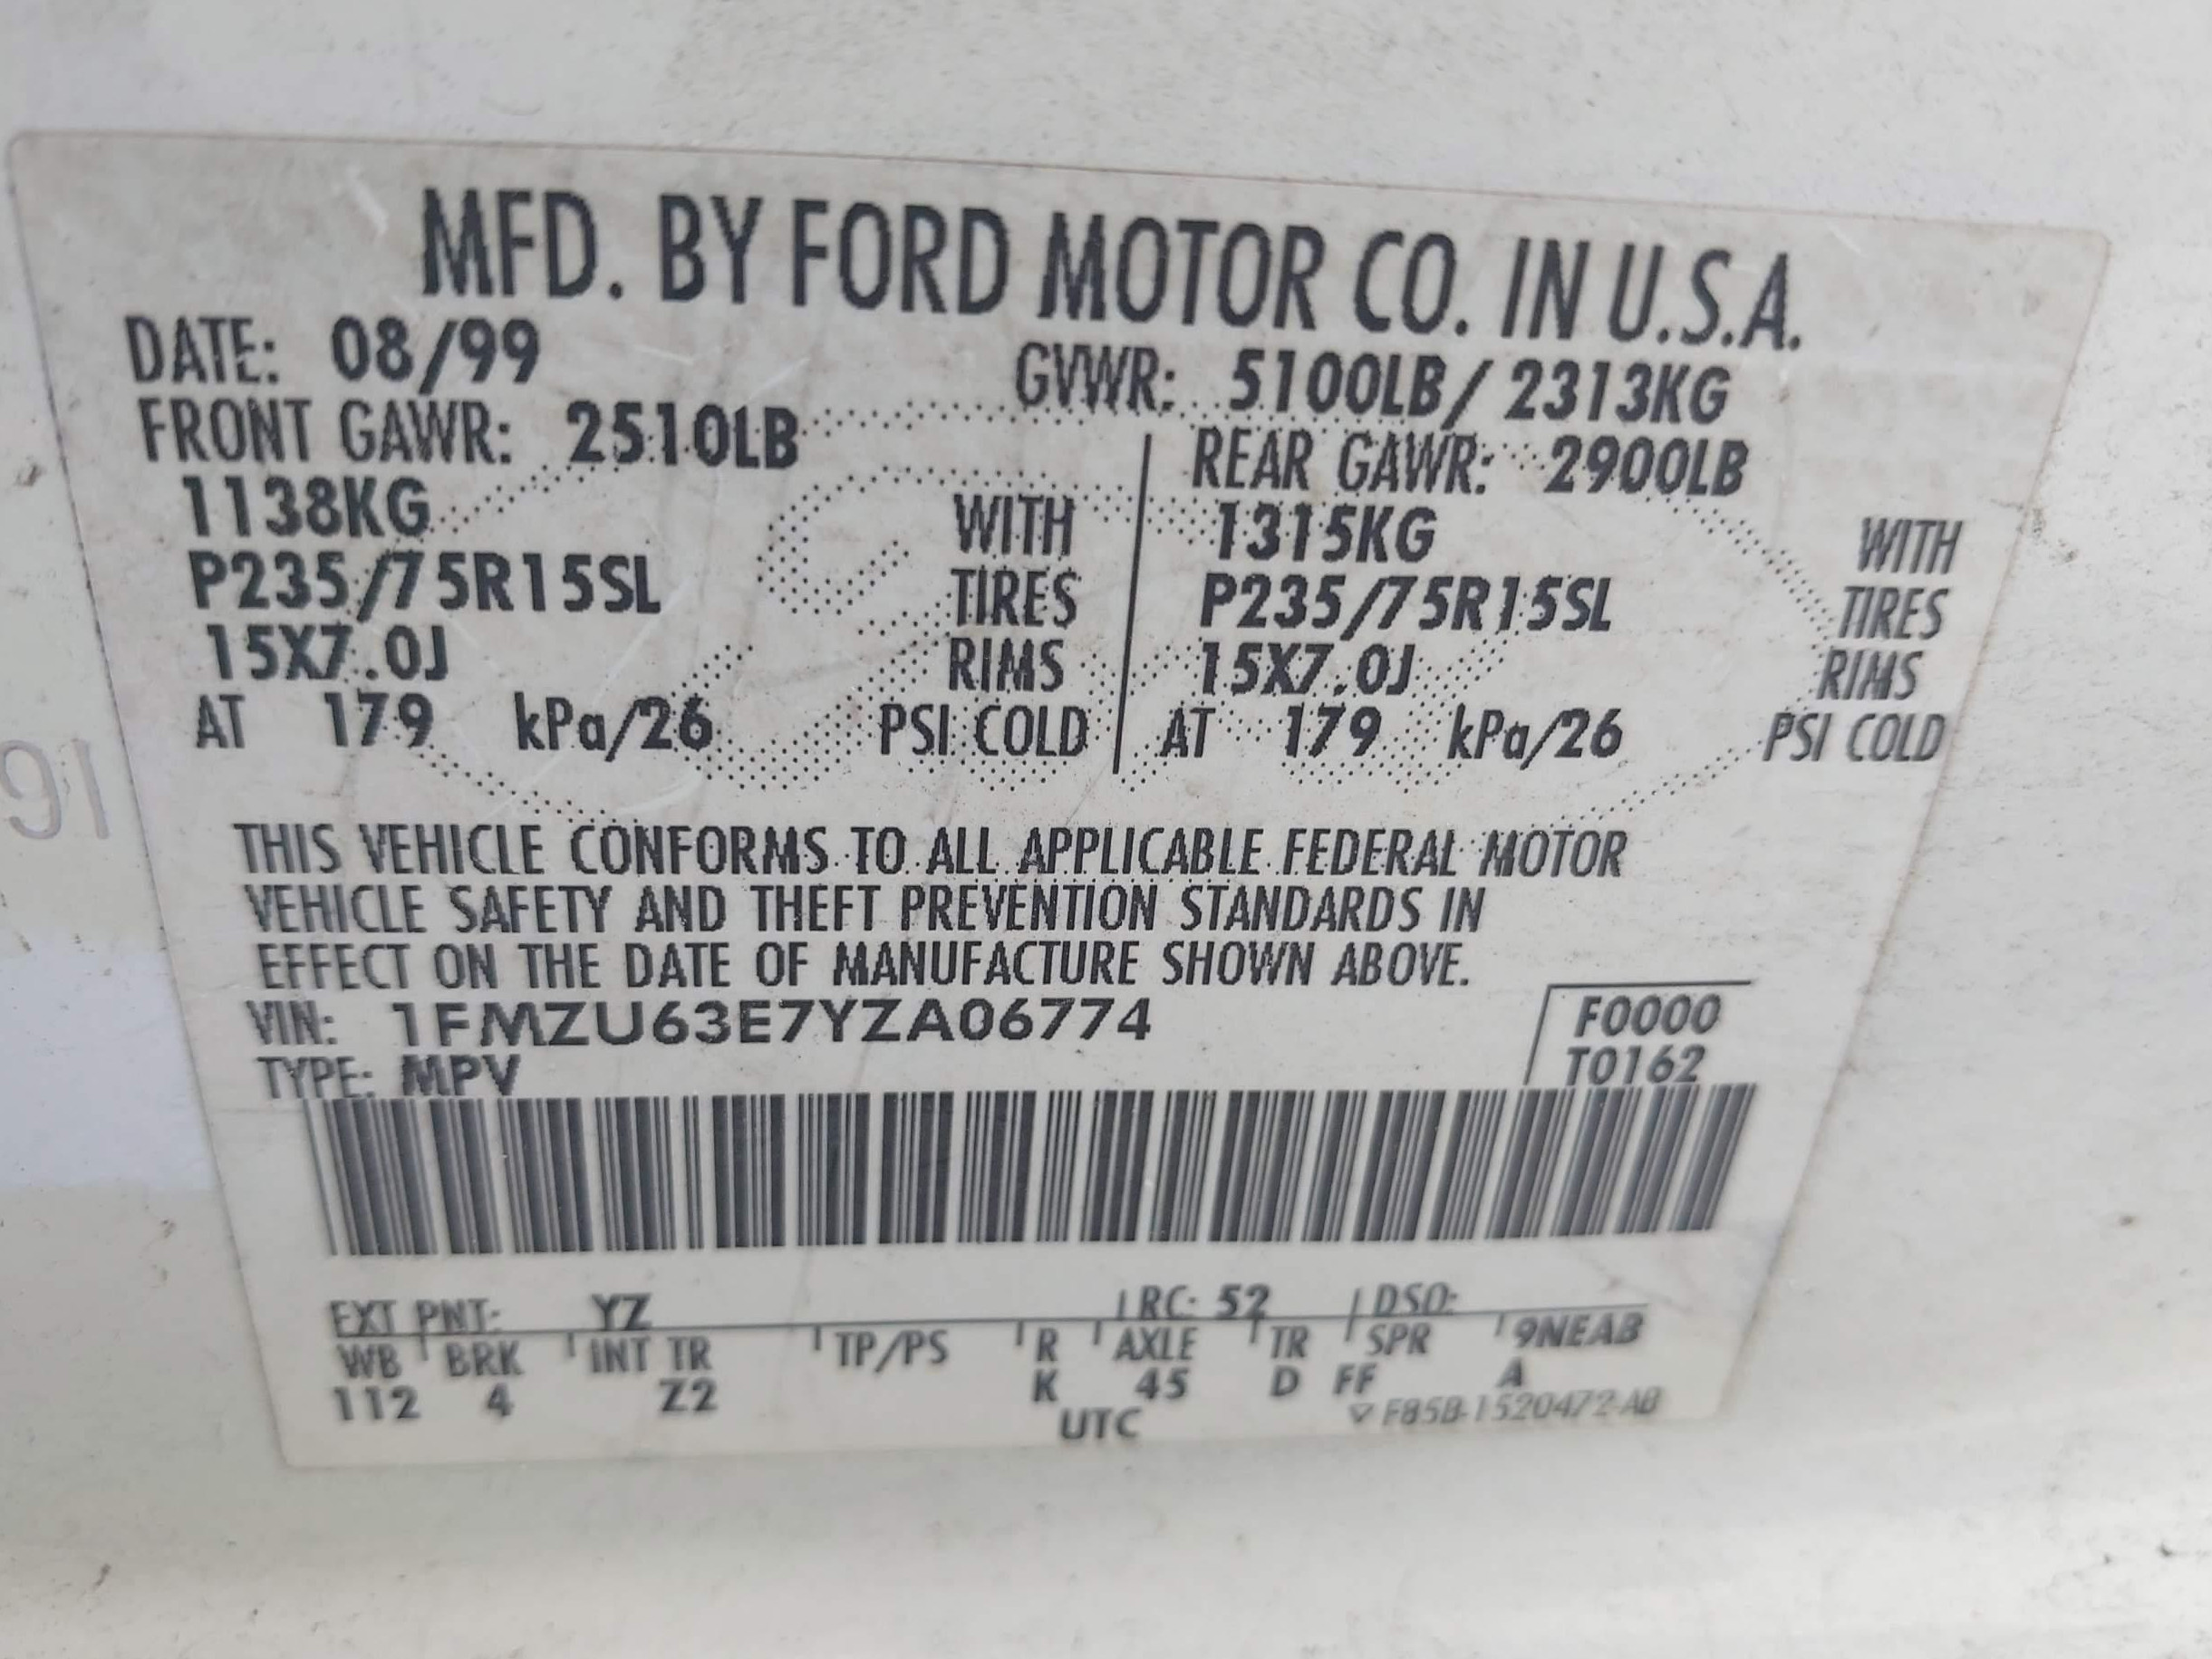 MFD. BY FORD MOTOR CO. IN U.S.A.
DATE: 08/99 GVWR: 5100LB/ 2313KG
FRONT GAWR: 2510LB REAR GAWR: 2900LB
1138KG WITH 1315KG WITH
P235/75R15SL TIRES P235/75R15SL TIRES
15X7.0J RIMS 15X7.0J RIMS
AT 179 kPa/26 PSI COLD AT 179 kPa/26 PSI COLD
THIS VEHICLE CONFORMS TO ALL APPLICABLE FEDERAL MOTOR
VEHICLE SAFETY AND THEFT PREVENTION STANDARDS IN
EFFECT ON THE DATE OF MANUFACTURE SHOWN ABOVE.
VIN: 1FMZU63E7YZA06774 F0000
TYPE: MPV T0162
EXT PNT: YZ RC: 52 DSO:
WB BRK INT TR TP/PS R AXLE TR SPR 9NEAB
112 4 Z2 K 45 D FF A
UTC F85B-1520472-AB